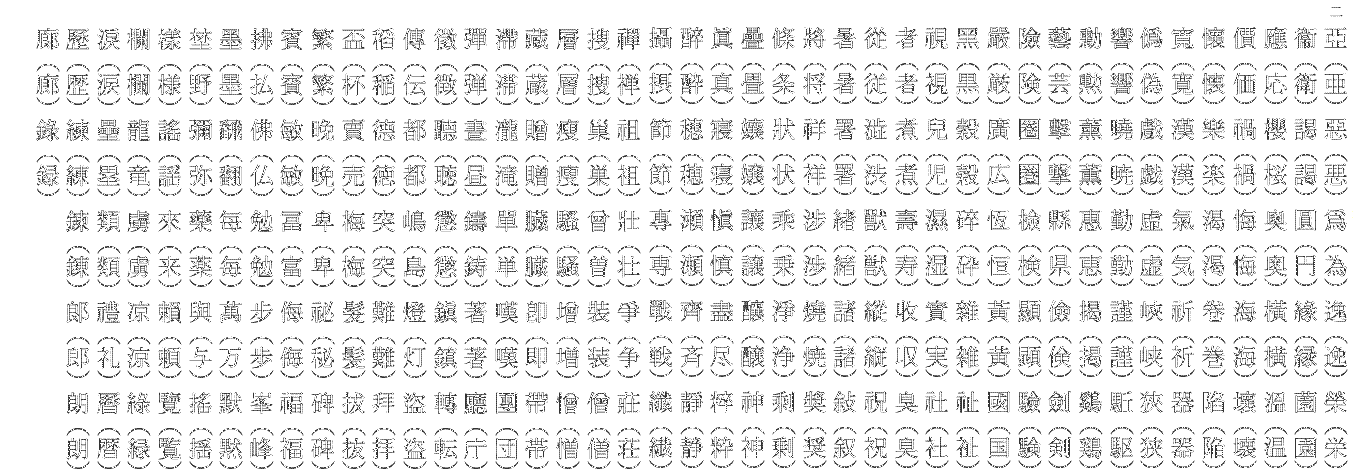 二
亞(亜)惡(悪)爲(為)逸(逸)榮(栄)
衞(衛)謁(謁)圓(円)緣(縁)薗(園)
應(応)櫻(桜)奧(奥)橫(横)溫(温)
價(価)禍(禍)悔(悔)海(海)壞(壊)
懷(懐)樂(楽)渴(渇)卷(巻)陷(陥)
寬(寛)漢(漢)氣(気)祈(祈)器(器)
僞(偽)戲(戯)虛(虚)峽(峡)狹(狭)
響(響)曉(暁)勤(勤)謹(謹)駈(駆)
勳(勲)薰(薫)惠(恵)揭(掲)鷄(鶏)
藝(芸)擊(撃)縣(県)儉(倹)劍(剣)
險(険)圈(圏)檢(検)顯(顕)驗(験)
嚴(厳)廣(広)恆(恒)黃(黄)國(国)
黑(黒)穀(穀)碎(砕)雜(雑)祉(祉)
視(視)兒(児)濕(湿)實(実)社(社)
者(者)煮(煮)壽(寿)收(収)臭(臭)
從(従)澁(渋)獸(獣)縱(縦)祝(祝)
暑(暑)署(署)緖(緒)諸(諸)敍(叙)
將(将)祥(祥)涉(渉)燒(焼)獎(奨)
條(条)狀(状)乘(乗)淨(浄)剩(剰)
疊(畳)孃(嬢)讓(譲)釀(醸)神(神)
眞(真)寢(寝)愼(慎)盡(尽)粹(粋)
醉(酔)穗(穂)瀨(瀬)齊(斉)靜(静)
攝(摂)節(節)專(専)戰(戦)纖(繊)
禪(禅)祖(祖)壯(壮)爭(争)莊(荘)
搜(捜)巢(巣)曾(曽)裝(装)僧(僧)
層(層)瘦(痩)騷(騒)增(増)憎(憎)
藏(蔵)贈(贈)臟(臓)卽(即)帶(帯)
滯(滞)瀧(滝)單(単)嘆(嘆)團(団)
彈(弾)晝(昼)鑄(鋳)著(著)廳(庁)
徵(徴)聽(聴)懲(懲)鎭(鎮)轉(転)
傳(伝)都(都)嶋(島)燈(灯)盜(盗)
稻(稲)德(徳)突(突)難(難)拜(拝)
盃(杯)賣(売)梅(梅)髮(髪)拔(抜)
繁(繁)晚(晩)卑(卑)祕(秘)碑(碑)
賓(賓)敏(敏)冨(富)侮(侮)福(福)
拂(払)佛(仏)勉(勉)步(歩)峯(峰)
墨(墨)飜(翻)每(毎)萬(万)默(黙)
埜(野)彌(弥)藥(薬)與(与)搖(揺)
樣(様)謠(謡)來(来)賴(頼)覽(覧)
欄(欄)龍(竜)虜(虜)凉(涼)綠(緑)
淚(涙)壘(塁)類(類)禮(礼)曆(暦)
歷(歴)練(練)鍊(錬)郞(郎)朗(朗)
廊(廊)錄(録)